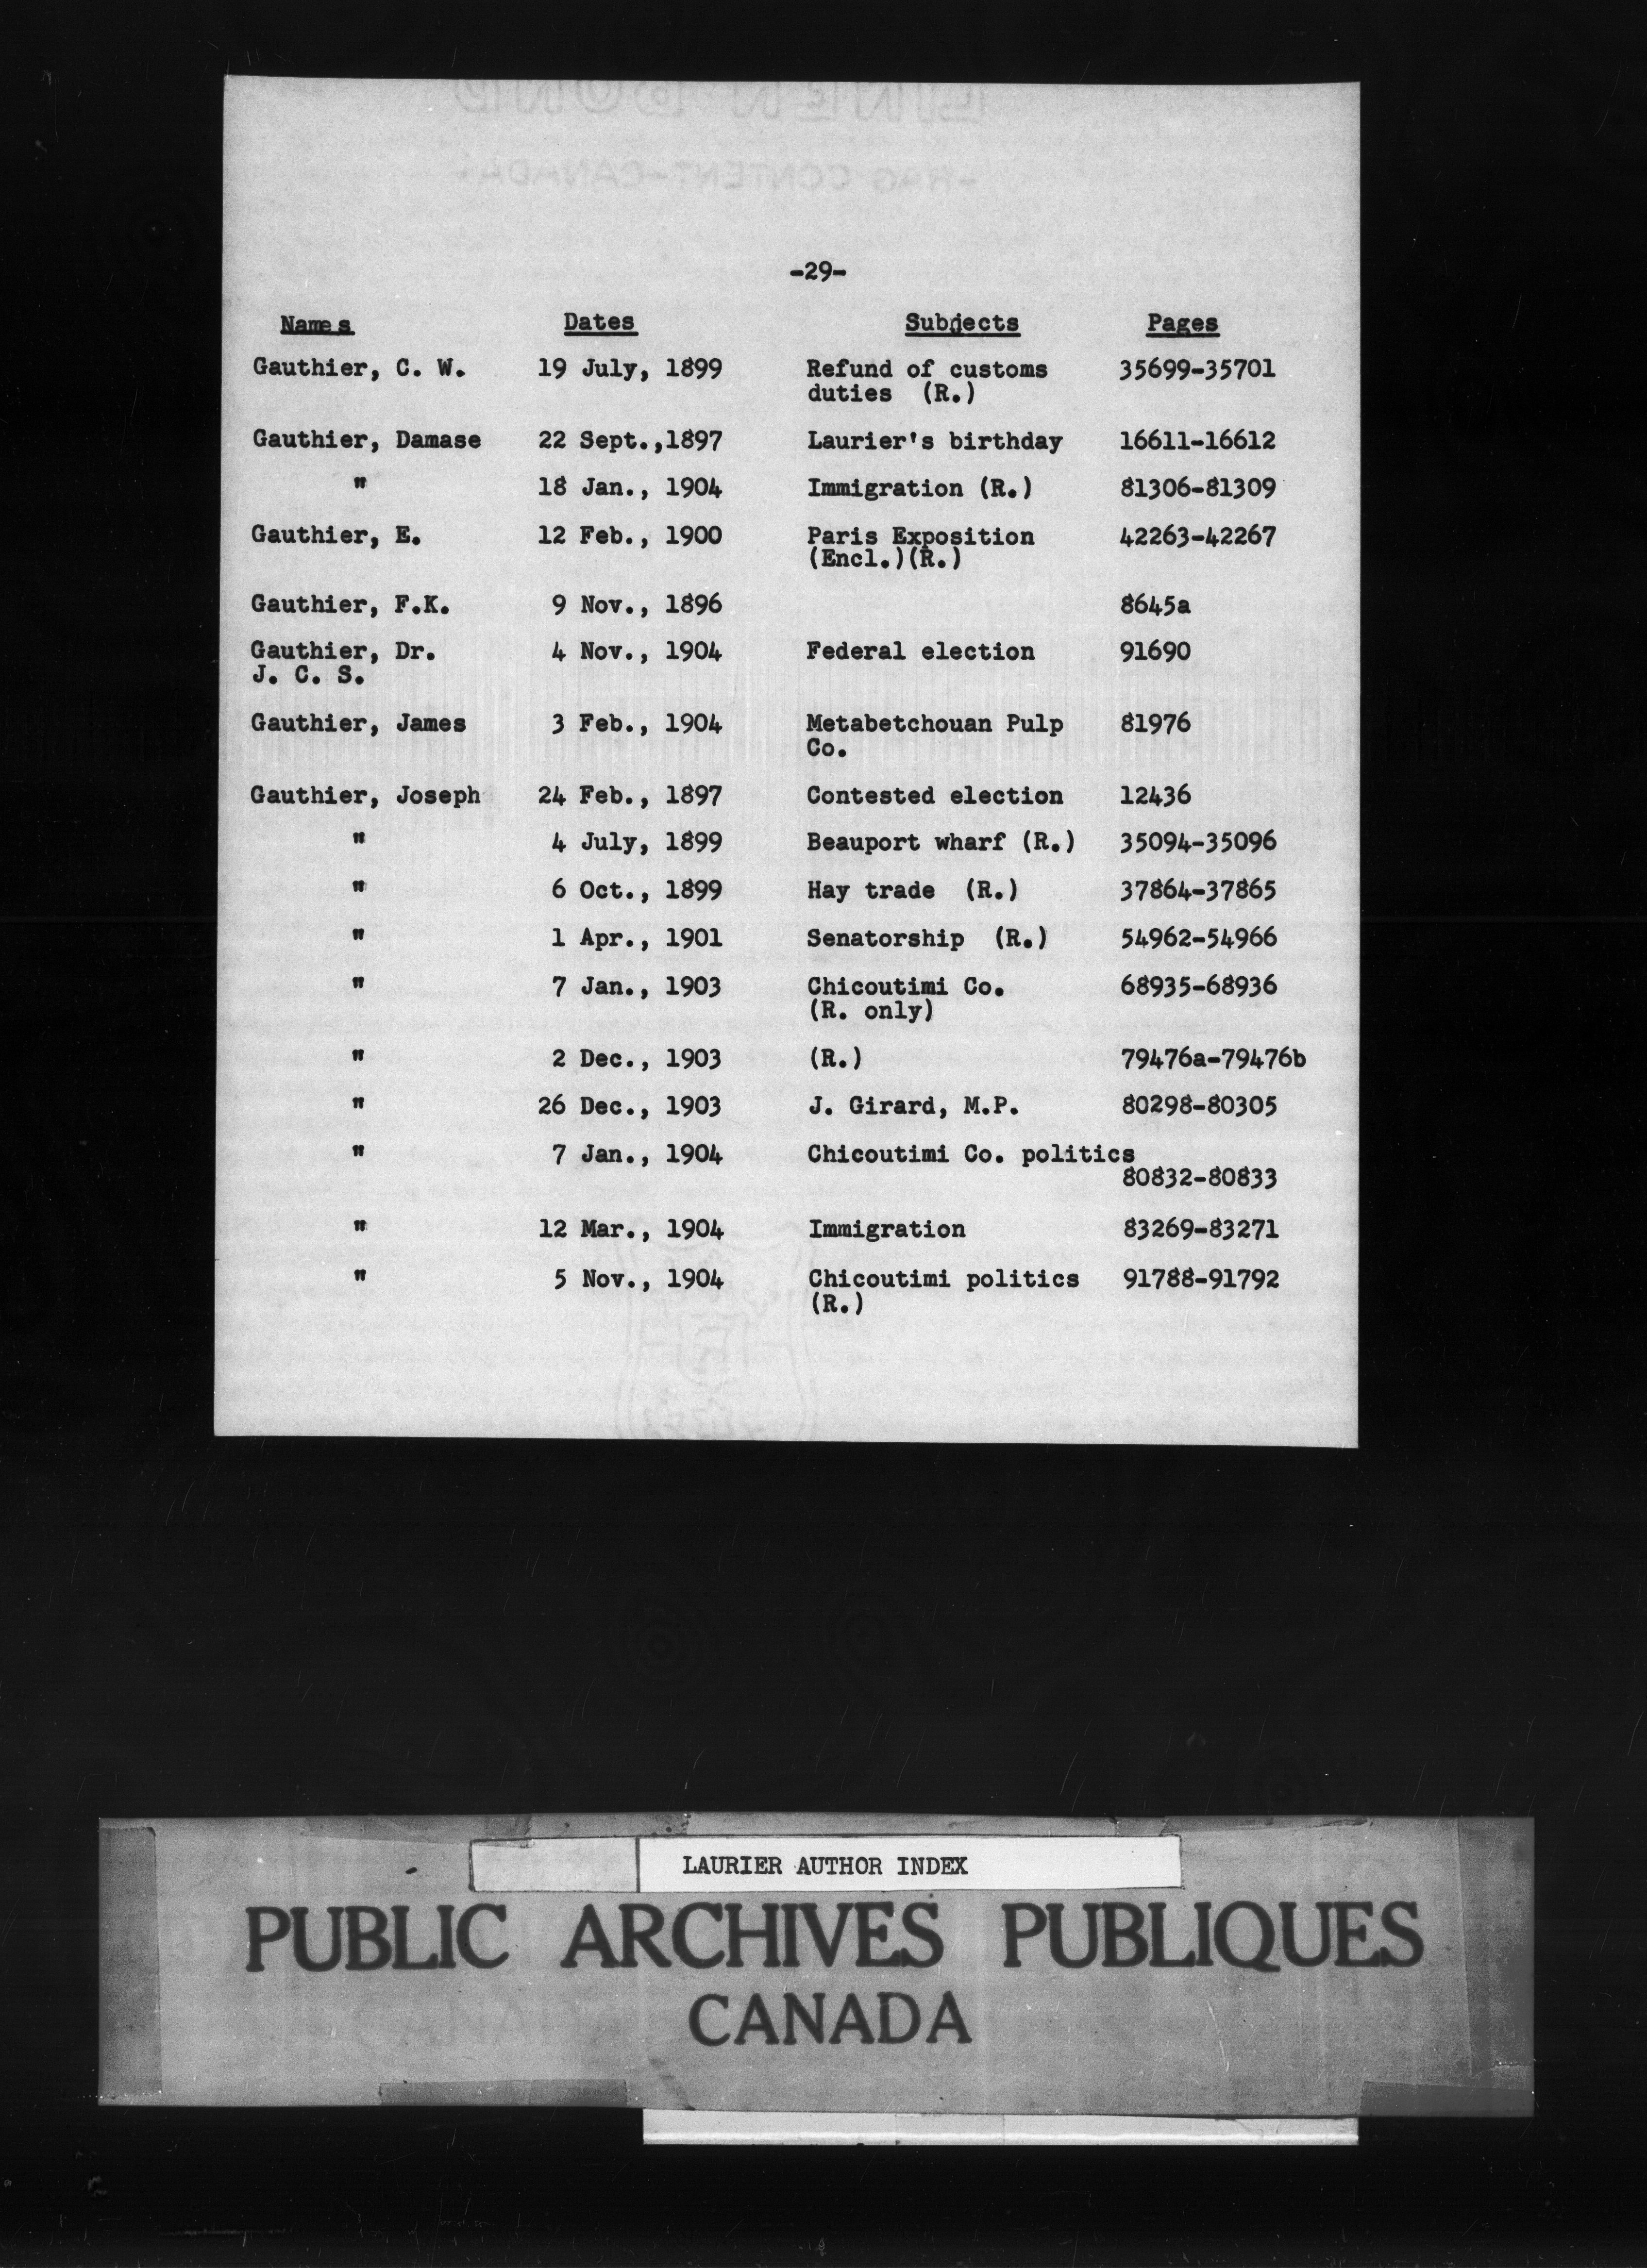 -29-
Names Dates Subjects Pages
Gauthier, C. W. 19 July, 1899 Refund of customs 35699-35701
duties (R.)
Gauthier, Damase 22 Sept.,1897 Laurier's birthday 16611-16612
" 18 Jan., 1904 Immigration (R.) 81306-81309
Gauthier, E. 12 Feb., 1900 Paris Exposition 42263-42267
(Encl.)(R.)
Gauthier, F.K. 9 Nov., 1896 8645a
Gauthier, Dr. 4 Nov., 1904 Federal election 91690
J. C. S.
Gauthier, James 3 Feb., 1904 Metabetchouan Pulp 81976
Co.
Gauthier, Joseph 24 Feb., 1897 Contested election 12436
" 4 July, 1899 Beauport wharf (R.) 35094-35096
" 6 Oct., 1899 Hay trade (R.) 37864-37865
" 1 Apr., 1901 Senatorship (R.) 54962-54966
" 7 Jan., 1903 Chicoutimi Co. 68935-68936
(R. only)
" 2 Dec., 1903 (R.) 79476a-79476b
" 26 Dec., 1903 J. Girard, M.P. 80298-80305
" 7 Jan., 1904 Chicoutimi Co. politics
80832-80833
" 12 Mar., 1904 Immigration 83269-83271
" 5 Nov., 1904 Chicoutimi politics 91788-91792
(R.)
LAURIER AUTHOR INDEX
PUBLIC ARCHIVES PUBLIQUES
CANADA